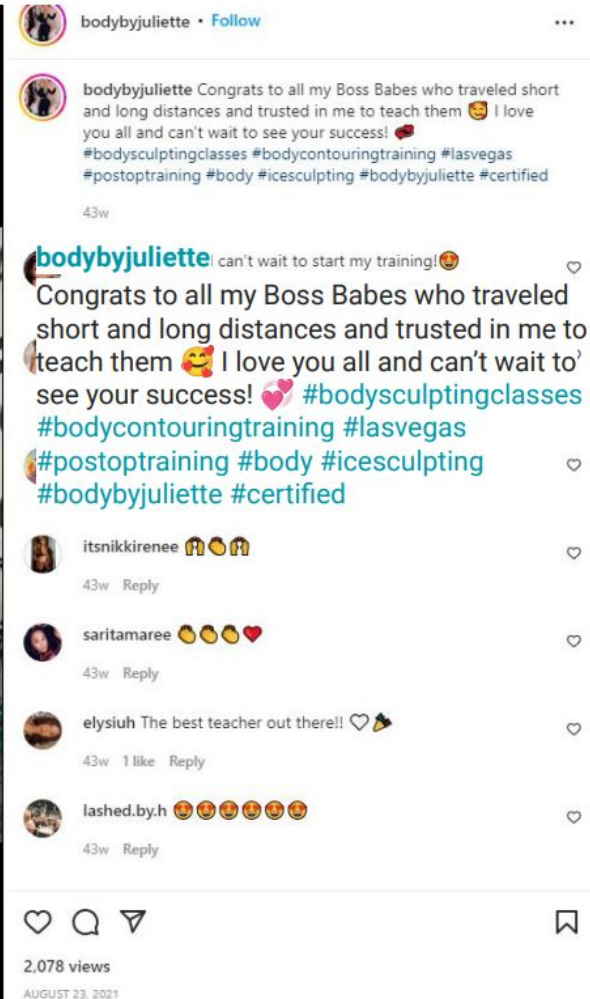 bodybyjuliette • Follow
bodybyjuliette Congrats to all my Boss Babes who traveled short
and long distances and trusted in me to teach them 🥰 I love
you all and can't wait to see your success! 💞
#bodysculptingclasses #bodycontouringtraining #lasvegas
#postoptraining #body #icesculpting #bodybyjuliette #certified
43w
bodybyjuliette can't wait to start my training!😍
Congrats to all my Boss Babes who traveled
short and long distances and trusted in me to
teach them 🥰 I love you all and can’t wait to
see your success! 💞 #bodysculptingclasses
#bodycontouringtraining #lasvegas
#postoptraining #body #icesculpting
#bodybyjuliette #certified
itsnikkirenee 🙌👏🙌
43w Reply
saritamaree 👏👏👏❤️
43w Reply
elysiuh The best teacher out there!! 🤍🎉
43w 1 like Reply
lashed.by.h 😍😍😍😍😍😍
43w Reply
2,078 views
AUGUST 23, 2021